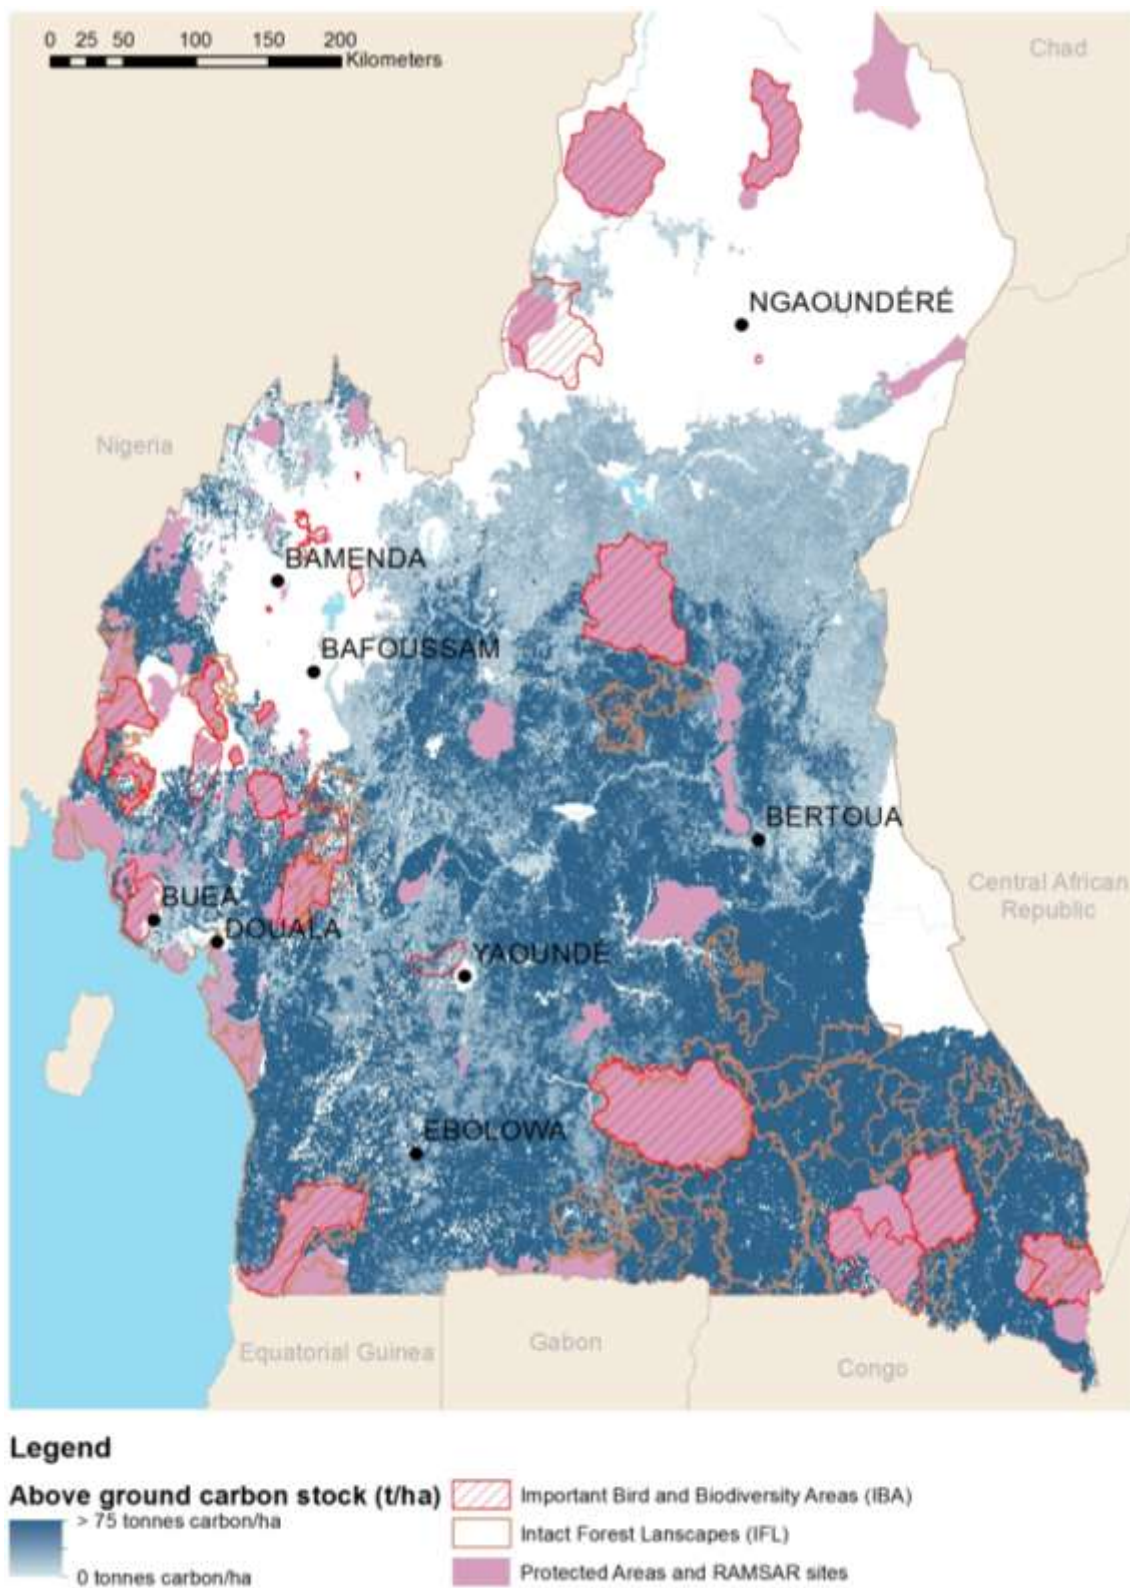 0 25 50 100 150 200
Kilometers
Chad
NGAOUNDÉRÉ
Nigeria
BAMENDA
BAFOUSSAM
BERTOUA
Central African
Republic
BUEA
DOUALA
YAOUNDÉ
EBOLOWA
Equatorial Guinea
Gabon
Congo
Legend
Above ground carbon stock (t/ha)
> 75 tonnes carbon/ha
0 tonnes carbon/ha
Important Bird and Biodiversity Areas (IBA)
Intact Forest Lanscapes (IFL)
Protected Areas and RAMSAR sites